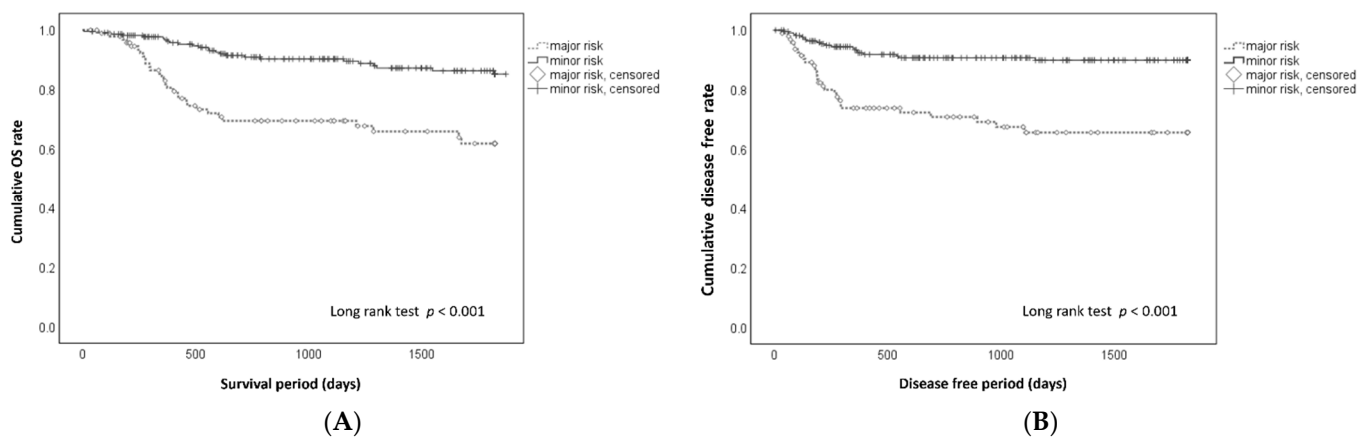 1.0
0.8
0.6
0.4
0.2
0.0
Cumulative OS rate
major risk
minor risk
major risk, censored
minor risk, censored
Long rank test p < 0.001
0 500 1000 1500
Survival period (days)
(A)
1.0
0.8
0.6
0.4
0.2
0.0
Cumulative disease free rate
major risk
minor risk
major risk, censored
minor risk, censored
Long rank test p < 0.001
0 500 1000 1500
Disease free period (days)
(B)